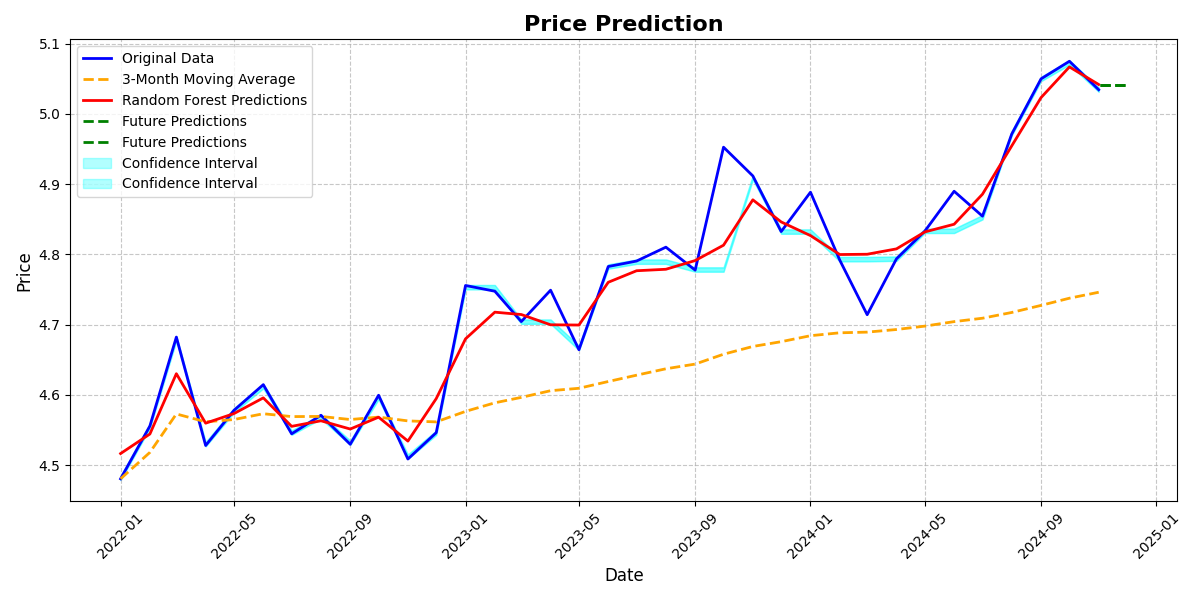 Price Prediction
Original Data
3-Month Moving Average
Random Forest Predictions
Future Predictions
Future Predictions
Confidence Interval
Confidence Interval
Price
5.1
5.0
4.9
4.8
4.7
4.6
4.5
2022-01
2022-05
2022-09
2023-01
2023-05
2023-09
2024-01
2024-05
2024-09
2025-01
Date